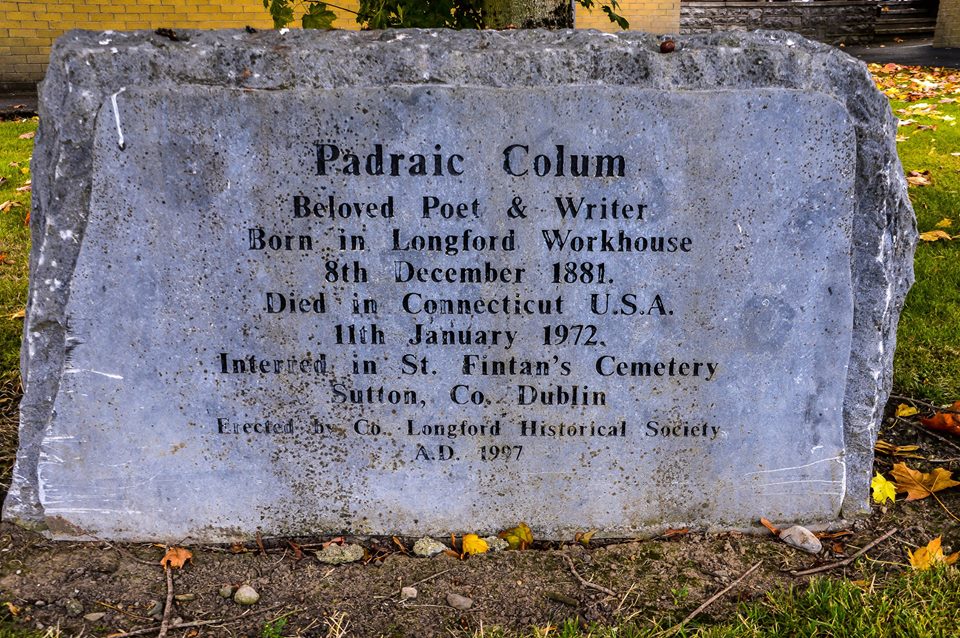 Padraic Colum
Beloved Poet & Writer
Born in Longford Workhouse
8th December 1881.
Died in Connecticut U.S.A.
11th January 1972.
Interred in St. Fintan's Cemetery
Sutton, Co. Dublin
Erected by Co. Longford Historical Society
A.D. 1997